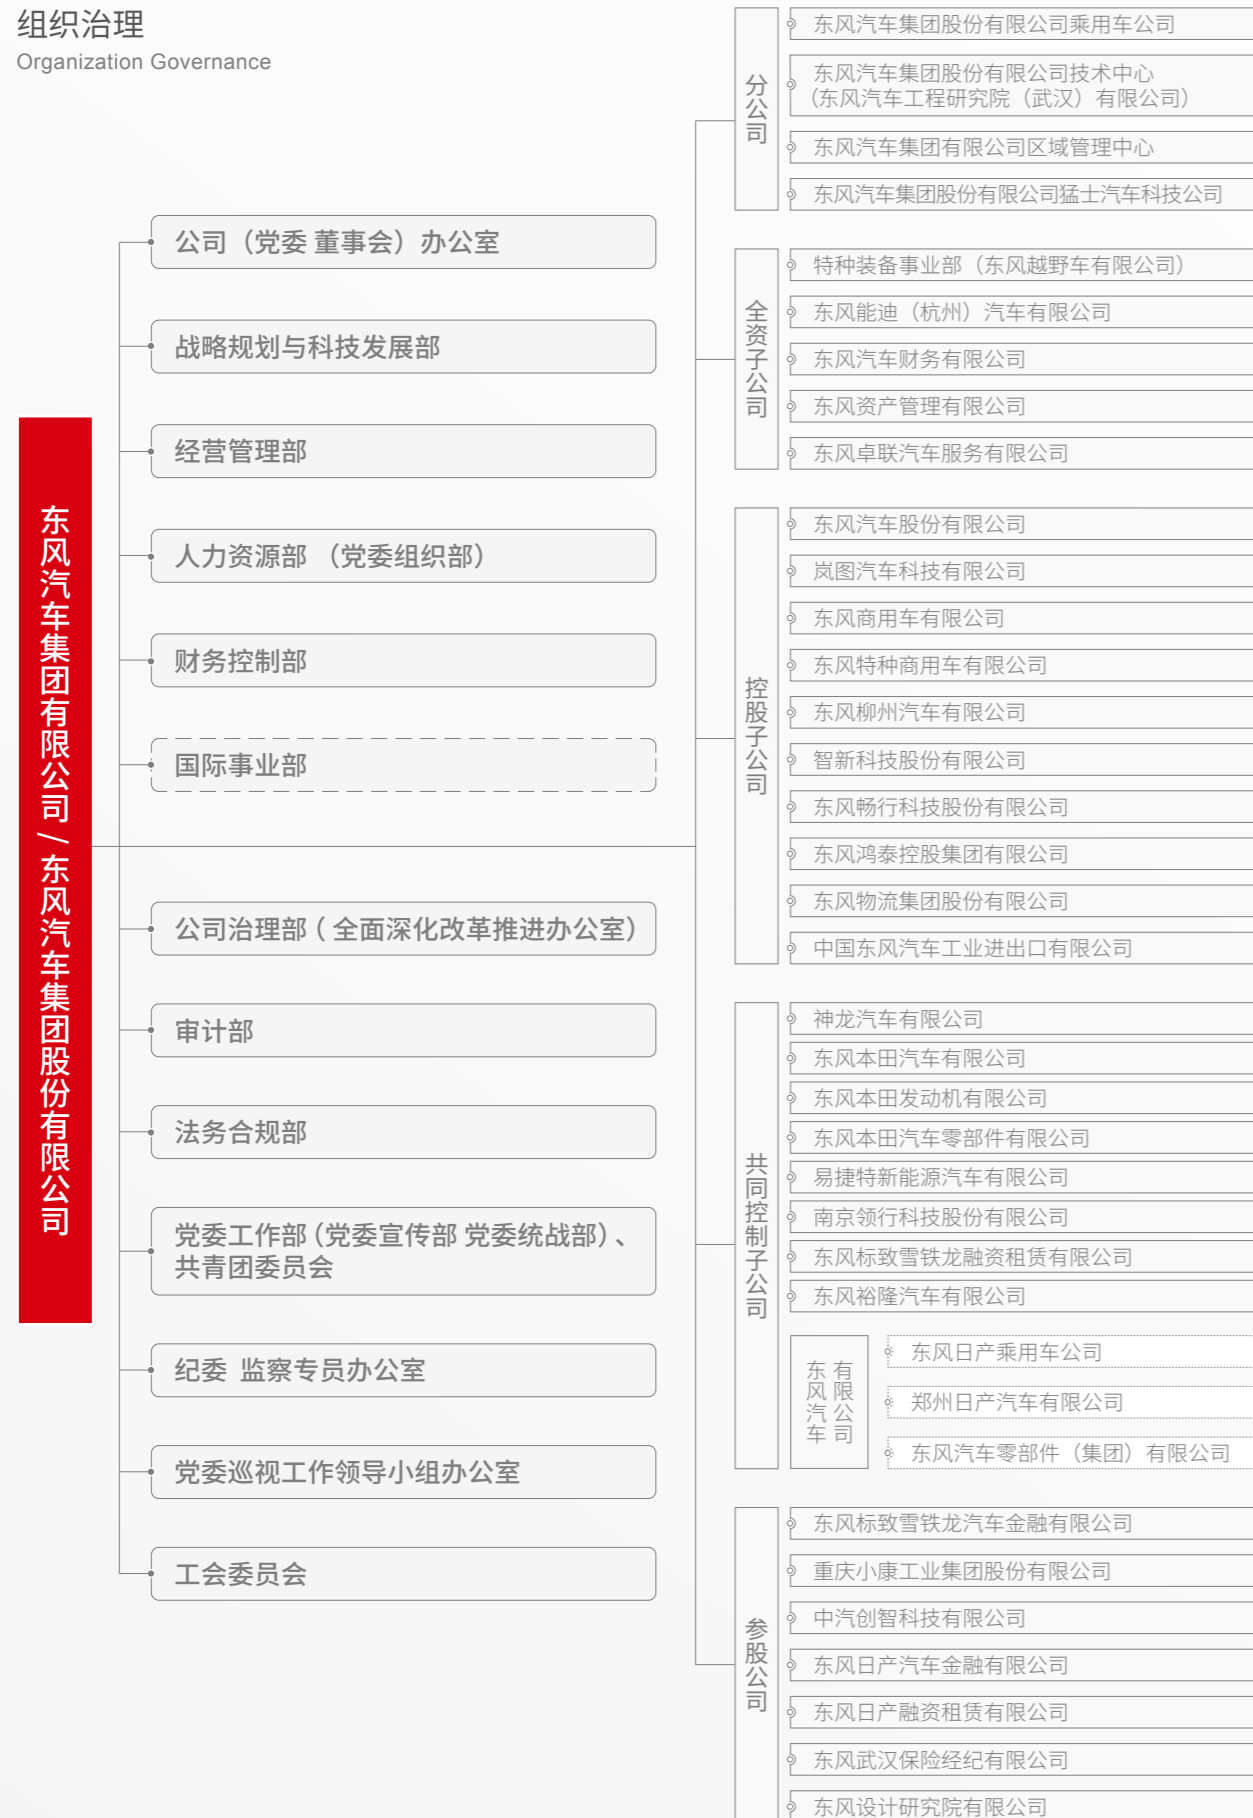 组织治理
Organization Governance
东风汽车集团有限公司/东风汽车集团股份有限公司
公司（党委 董事会）办公室
战略规划与科技发展部
经营管理部
人力资源部 （党委组织部）
财务控制部
国际事业部
公司治理部（ 全面深化改革推进办公室）
审计部
法务合规部
党委工作部（党委宣传部 党委统战部）、
共青团委员会
纪委 监察专员办公室
党委巡视工作领导小组办公室
工会委员会
分公司
东风汽车集团股份有限公司乘用车公司
东风汽车集团股份有限公司技术中心
（东风汽车工程研究院（武汉）有限公司）
东风汽车集团有限公司区域管理中心
东风汽车集团股份有限公司猛士汽车科技公司
全资子公司
特种装备事业部（东风越野车有限公司）
东风能迪（杭州）汽车有限公司
东风汽车财务有限公司
东风资产管理有限公司
东风卓联汽车服务有限公司
控股子公司
东风汽车股份有限公司
岚图汽车科技有限公司
东风商用车有限公司
东风特种商用车有限公司
东风柳州汽车有限公司
智新科技股份有限公司
东风畅行科技股份有限公司
东风鸿泰控股集团有限公司
东风物流集团股份有限公司
中国东风汽车工业进出口有限公司
共同控制子公司
神龙汽车有限公司
东风本田汽车有限公司
东风本田发动机有限公司
东风本田汽车零部件有限公司
易捷特新能源汽车有限公司
南京领行科技股份有限公司
东风标致雪铁龙融资租赁有限公司
东风裕隆汽车有限公司
东风汽车
有限公司
东风日产乘用车公司
郑州日产汽车有限公司
东风汽车零部件（集团）有限公司
参股公司
东风标致雪铁龙汽车金融有限公司
重庆小康工业集团股份有限公司
中汽创智科技有限公司
东风日产汽车金融有限公司
东风日产融资租赁有限公司
东风武汉保险经纪有限公司
东风设计研究院有限公司